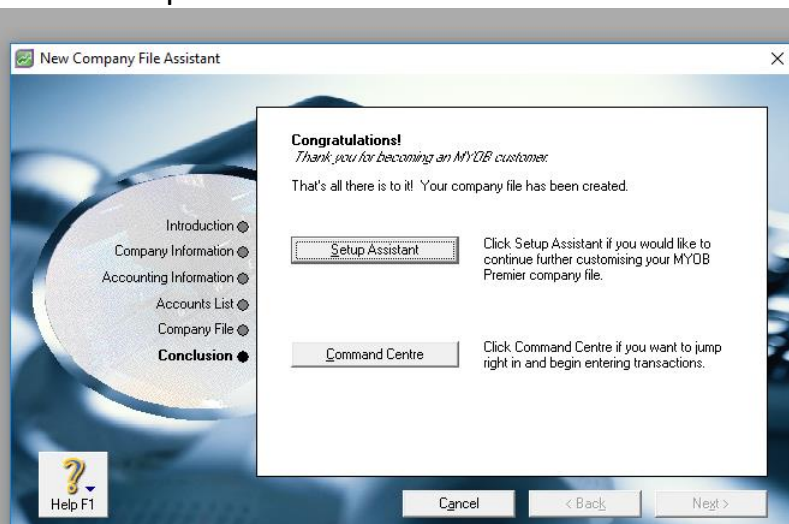 New Company File Assistant
Congratulations!
Thank you for becoming an MYOB customer.
That's all there is to it! Your company file has been created.
Introduction
Company Information
Accounting Information
Accounts List
Company File
Conclusion
Setup Assistant
Click Setup Assistant if you would like to
continue further customising your MYOB
Premier company file.
Command Centre
Click Command Centre if you want to jump
right in and begin entering transactions.
Help F1
Cancel
< Back
Next >